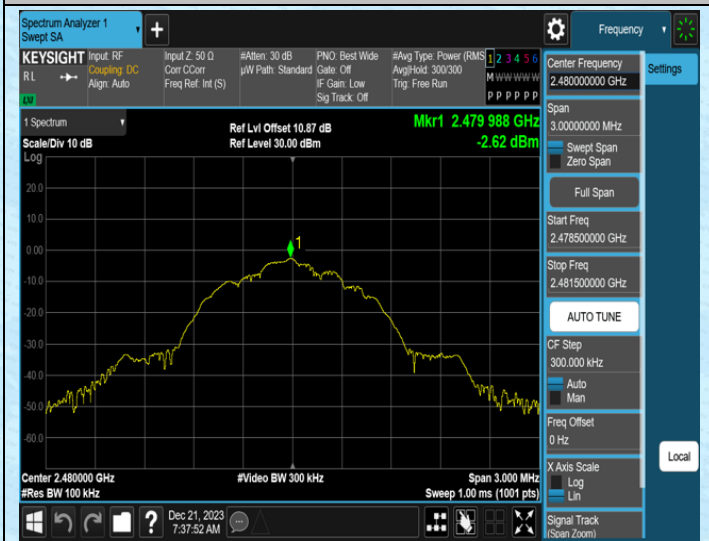 Spectrum Analyzer 1
Swept SA
+
Frequency
KEYSIGHT
RL
LXI
Input: RF
Coupling: DC
Align: Auto
Input Z: 50 Ω
Corr CCorr
Freq Ref: Int (S)
#Atten: 30 dB
µW Path: Standard
PNO: Best Wide
Gate: Off
IF Gain: Low
Sig Track: Off
#Avg Type: Power (RMS
Avg|Hold: 300/300
Trig: Free Run
1 2 3 4 5 6
M W W W W W
P P P P P P
1 Spectrum
Scale/Div 10 dB
Log
Ref Lvl Offset 10.87 dB
Ref Level 30.00 dBm
Mkr1 2.479 988 GHz
-2.62 dBm
20.0
10.0
0.00
-10.0
-20.0
-30.0
-40.0
-50.0
-60.0
1
Center 2.480000 GHz
#Res BW 100 kHz
#Video BW 300 kHz
Span 3.000 MHz
Sweep 1.00 ms (1001 pts)
?
Dec 21, 2023
7:37:52 AM
Center Frequency
2.480000000 GHz
Span
3.00000000 MHz
Swept Span
Zero Span
Full Span
Start Freq
2.478500000 GHz
Stop Freq
2.481500000 GHz
AUTO TUNE
CF Step
300.000 kHz
Auto
Man
Freq Offset
0 Hz
X Axis Scale
Log
Lin
Signal Track
(Span Zoom)
Settings
Local